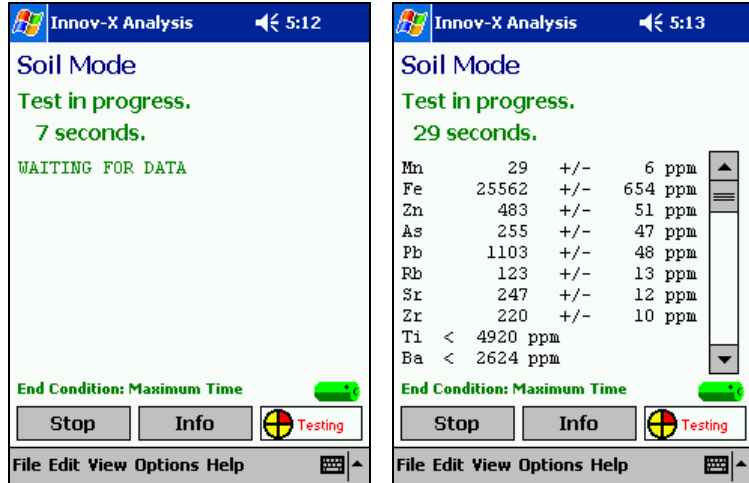 Innov-X Analysis 5:12
Soil Mode
Test in progress.
7 seconds.
WAITING FOR DATA
End Condition: Maximum Time
Stop Info Testing
File Edit View Options Help
Innov-X Analysis 5:13
Soil Mode
Test in progress.
29 seconds.
Mn 29 +/- 6 ppm
Fe 25562 +/- 654 ppm
Zn 483 +/- 51 ppm
As 255 +/- 47 ppm
Pb 1103 +/- 48 ppm
Rb 123 +/- 13 ppm
Sr 247 +/- 12 ppm
Zr 220 +/- 10 ppm
Ti < 4920 ppm
Ba < 2624 ppm
End Condition: Maximum Time
Stop Info Testing
File Edit View Options Help